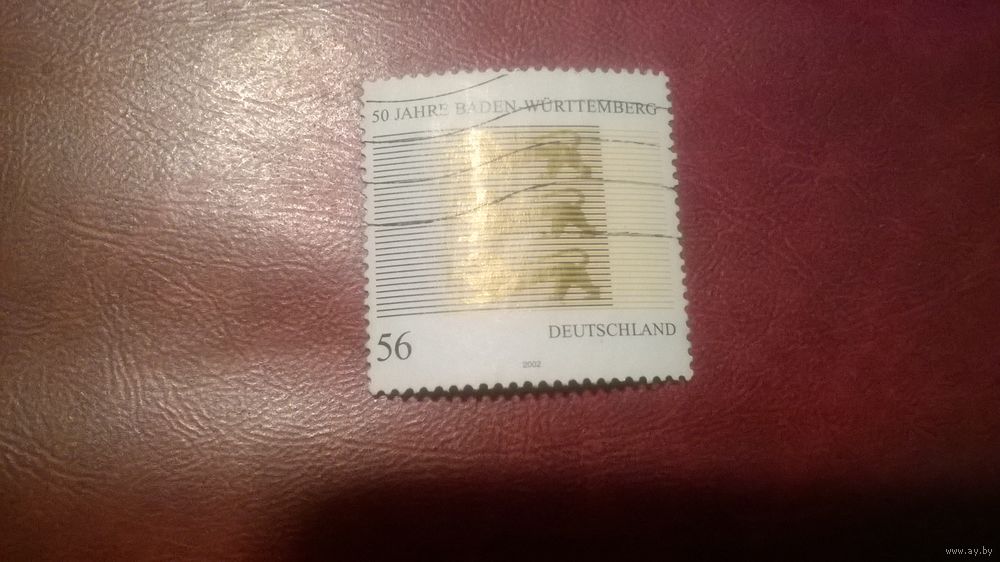 50 JAHRE BADEN-WÜRTTEMBERG
56
DEUTSCHLAND
2002
www.ay.by